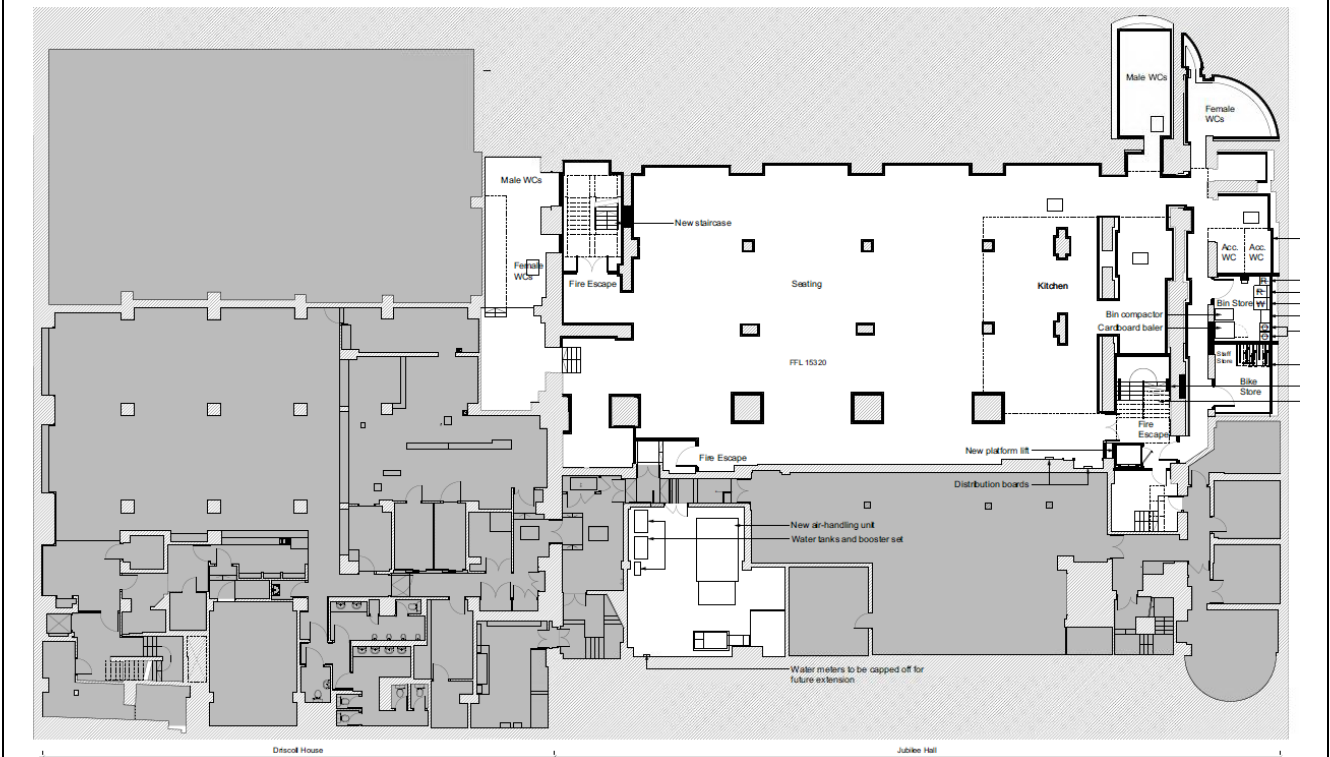 Male WCs
Female
WCs
Male WCs
New staircase
Female
WCs
Fire Escape
Seating
Kitchen
Acc.
WC
Acc.
WC
Bin Store
R
W
Bin compactor
Cardboard baler
FFL 15320
Staff
Store
Bike
Store
Fire
Escape
Fire Escape
New platform lift
Distribution boards
New air-handling unit
Water tanks and booster set
Water meters to be capped off for
future extension
Driscoll House
Jubilee Hall